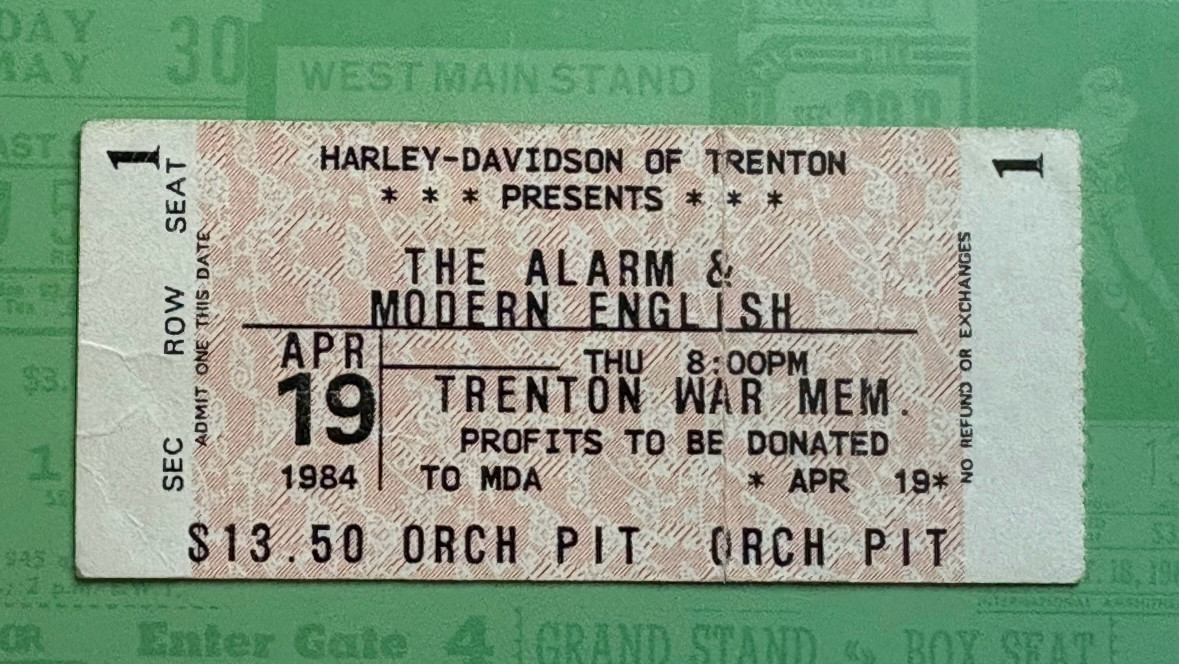 DAY
MAY
30
WEST MAIN STAND
1
SEC ROW SEAT
ADMIT ONE THIS DATE
HARLEY-DAVIDSON OF TRENTON
* * * PRESENTS * * *
THE ALARM &
MODERN ENGLISH
APR
19
1984
THU 8:00PM
TRENTON WAR MEM.
PROFITS TO BE DONATED
TO MDA * APR 19*
$13.50 ORCH PIT ORCH PIT
NO REFUND OR EXCHANGES
1
$3.
1
Enter Gate 4
GRAND STAND
BOX SEAT